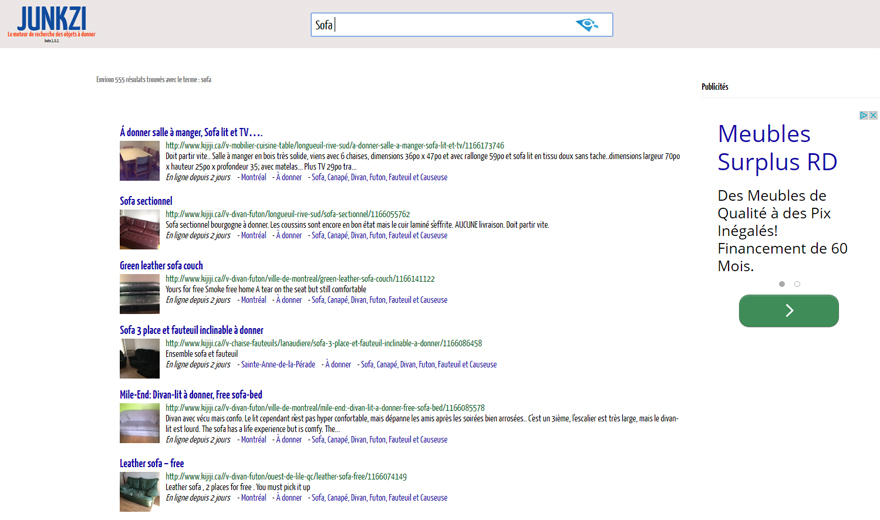 JUNKZI
Le moteur de recherche des objets à donner
beta 1.0.2
Sofa
Environ 555 résultats trouvés avec le terme : sofa
Á donner salle à manger, Sofa lit et TV….
http://www.kijiji.ca//v-mobilier-cuisine-table/longueuil-rive-sud/a-donner-salle-a-manger-sofa-lit-et-tv/1166173746
Doit partir vite.. Salle à manger en bois très solide, viens avec 6 chaises, dimensions 36po x 47po et avec rallonge 59po et sofa lit en tissu doux sans tache..dimensions largeur 70po
x hauteur 25po x profondeur 35; avec matelas... Plus TV 29po tra...
En ligne depuis 2 jours - Montréal - À donner - Sofa, Canapé, Divan, Futon, Fauteuil et Causeuse
Sofa sectionnel
http://www.kijiji.ca//v-divan-futon/longueuil-rive-sud/sofa-sectionnel/1166055762
Sofa sectionnel bourgogne à donner. Les coussins sont encore en bon état mais le cuir laminé s'effrite. AUCUNE livraison. Doit partir vite.
En ligne depuis 2 jours - Montréal - À donner - Sofa, Canapé, Divan, Futon, Fauteuil et Causeuse
Green leather sofa couch
http://www.kijiji.ca//v-divan-futon/ville-de-montreal/green-leather-sofa-couch/1166141122
Yours for free Smoke free home A tear on the seat but still comfortable
En ligne depuis 2 jours - Montréal - À donner - Sofa, Canapé, Divan, Futon, Fauteuil et Causeuse
Sofa 3 place et fauteuil inclinable à donner
http://www.kijiji.ca//v-chaise-fauteuils/lanaudiere/sofa-3-place-et-fauteuil-inclinable-a-donner/1166086458
Ensemble sofa et fauteuil
En ligne depuis 2 jours - Sainte-Anne-de-la-Pérade - À donner - Sofa, Canapé, Divan, Futon, Fauteuil et Causeuse
Mile-End: Divan-lit à donner, Free sofa-bed
http://www.kijiji.ca//v-divan-futon/ville-de-montreal/mile-end:-divan-lit-a-donner-free-sofa-bed/1166085578
Divan avec vécu mais confo. Le lit cependant n'est pas hyper confortable, mais dépanne les amis après les soirées bien arrosées.. C'est un 3ième, l'escalier est très large, mais le divan-
lit est lourd. The sofa has a life experience but is comfy. The...
En ligne depuis 2 jours - Montréal - À donner - Sofa, Canapé, Divan, Futon, Fauteuil et Causeuse
Leather sofa – free
http://www.kijiji.ca//v-divan-futon/ouest-de-lile-qc/leather-sofa-free/1166074149
Leather sofa , 2 places for free . You must pick it up
En ligne depuis 2 jours - Montréal - À donner - Sofa, Canapé, Divan, Futon, Fauteuil et Causeuse
Publicités
Meubles
Surplus RD
Des Meubles de
Qualité à des Pix
Inégalés!
Financement de 60
Mois.